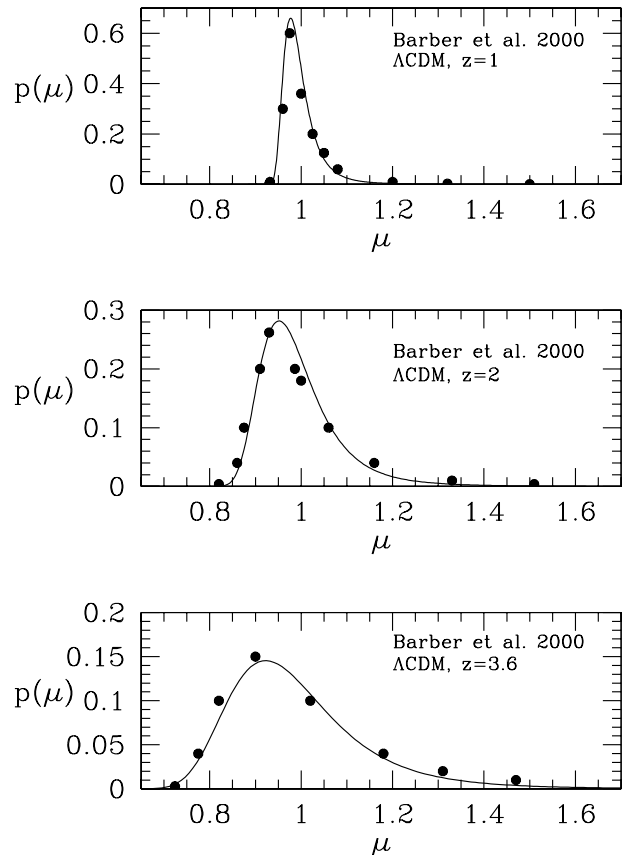 0.6
0.4
0.2
0
p(μ)
Barber et al. 2000
ΛCDM, z=1
0.8 1 1.2 1.4 1.6
μ
0.3
0.2
0.1
0
p(μ)
Barber et al. 2000
ΛCDM, z=2
0.8 1 1.2 1.4 1.6
μ
0.2
0.15
0.1
0.05
0
p(μ)
Barber et al. 2000
ΛCDM, z=3.6
0.8 1 1.2 1.4 1.6
μ